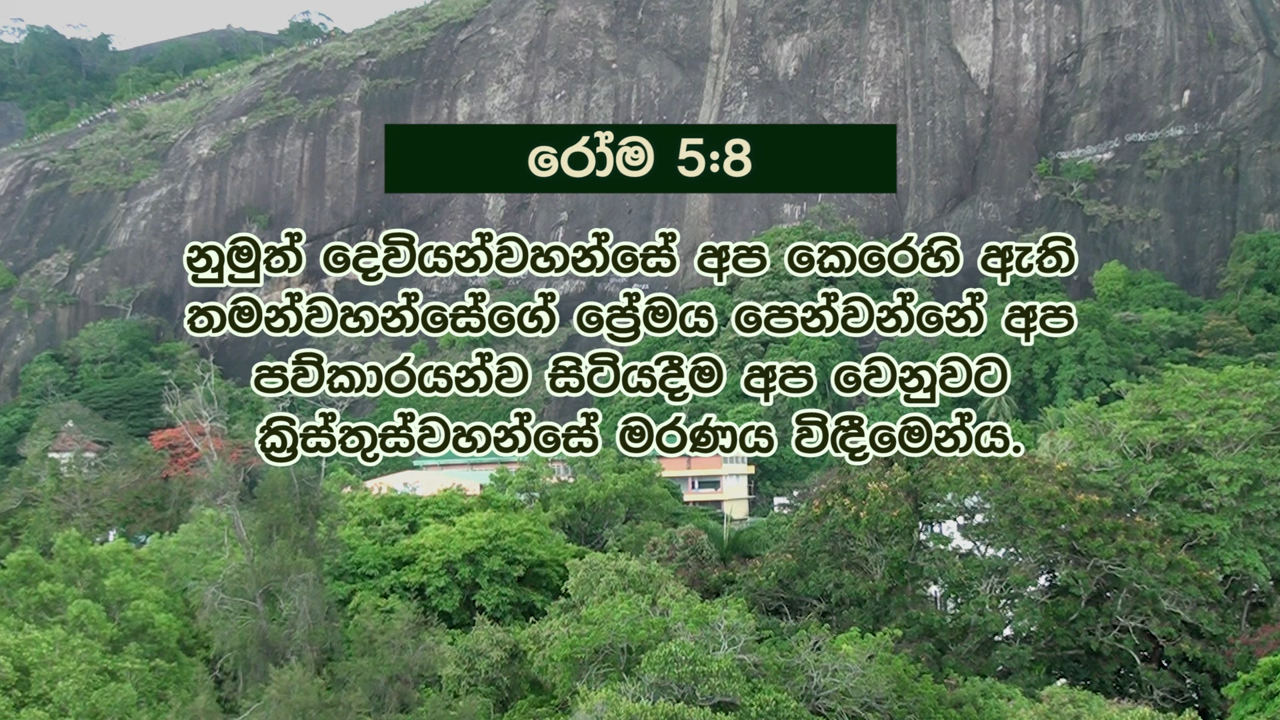 රෝම 5:8
නුමුත් දෙවියන්වහන්සේ අප කෙරෙහි ඇති
තමන්වහන්සේගේ ප්‍රේමය පෙන්වන්නේ අප
පව්කාරයන්ව සිටියදීම අප වෙනුවට
ක්‍රිස්තුස්වහන්සේ මරණය විඳීමෙන්ය.